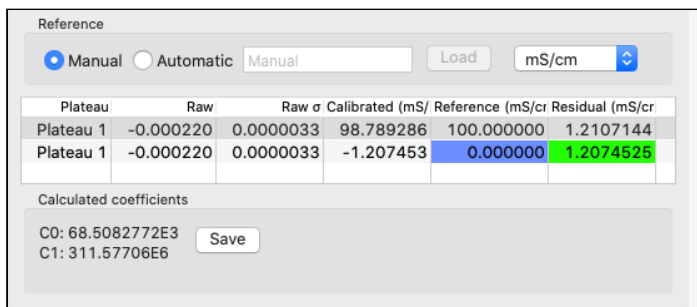 Reference
Manual Automatic Manual Load mS/cm
Plateau Raw Raw σ Calibrated (mS/ Reference (mS/cr Residual (mS/cr
Plateau 1 -0.000220 0.0000033 98.789286 100.000000 1.2107144
Plateau 1 -0.000220 0.0000033 -1.207453 0.000000 1.2074525
Calculated coefficients
C0: 68.5082772E3 Save
C1: 311.57706E6